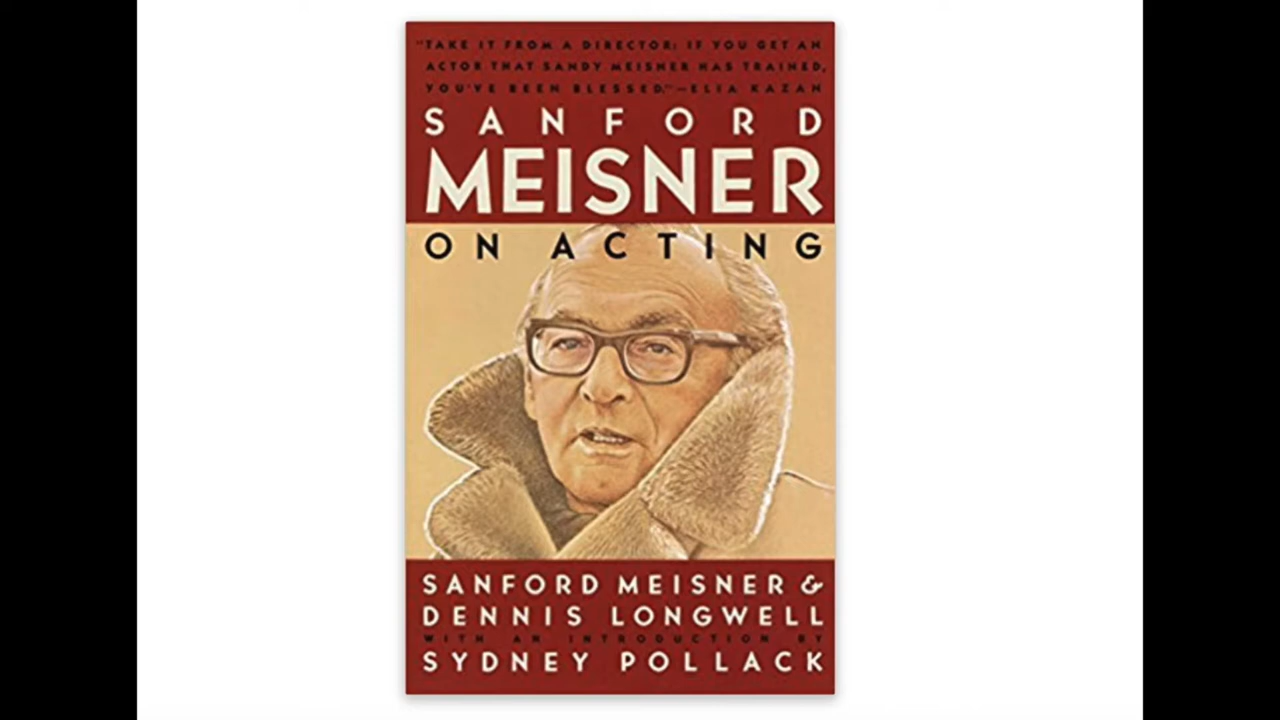 "TAKE IT FROM A DIRECTOR: IF YOU GET AN
ACTOR THAT SANDY MEISNER HAS TRAINED,
YOU'VE BEEN BLESSED."—ELIA KAZAN
SANFORD
MEISNER
ON ACTING
SANFORD MEISNER &
DENNIS LONGWELL
WITH AN INTRODUCTION BY
SYDNEY POLLACK